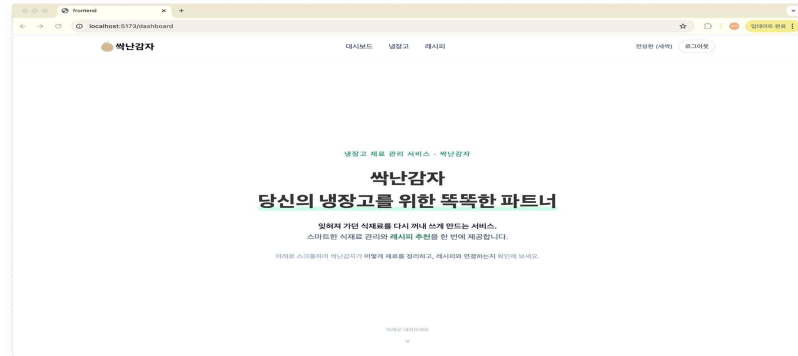 frontend
localhost:5173/dashboard
업데이트 완료
싹난감자
대시보드 냉장고 레시피
로그아웃
냉장고 재료 관리 서비스 - 싹난감자
싹난감자
당신의 냉장고를 위한 똑똑한 파트너
잊혀져 가던 식재료를 다시 꺼내 쓰게 만드는 서비스.
스마트한 식재료 관리와 레시피 추천을 한 번에 제공합니다.
아래로 스크롤하며 싹난감자가 어떻게 재료를 정리하고, 레시피와 연결하는지 확인해 보세요.